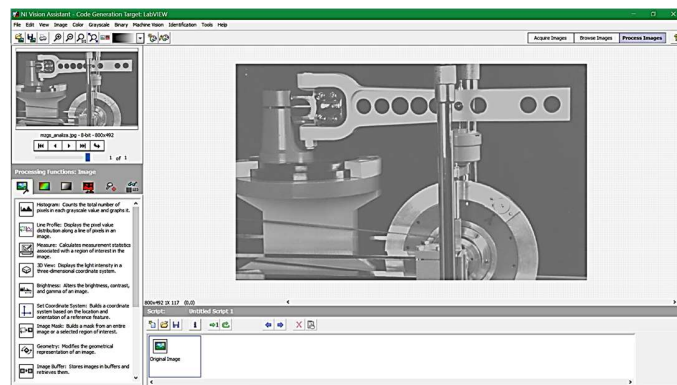 NI Vision Assistant - Code Generation Target: LabVIEW
File Edit View Image Color Grayscale Binary Machine Vision Identification Tools Help
Acquire Images Browse Images Process Images
mzgs_analiza.jpg - 8-bit - 800x492
1 of 1
Processing Functions: Image
Histogram: Counts the total number of
pixels in each grayscale value and graphs it.
Line Profile: Displays the pixel value
distribution along a line of pixels in an
image.
Measure: Calculates measurement statistics
associated with a region of interest in the
image.
3D View: Displays the light intensity in a
three-dimensional coordinate system.
Brightness: Alters the brightness, contrast,
and gamma of an image.
Set Coordinate System: Builds a coordinate
system based on the location and
orientation of a reference feature.
Image Mask: Builds a mask from an entire
image or a selected region of interest.
Geometry: Modifies the geometrical
representation of an image.
Image Buffer: Stores images in buffers and
retrieves them.
800x492 1X 117 (0,0)
Script: Untitled Script 1
Original Image